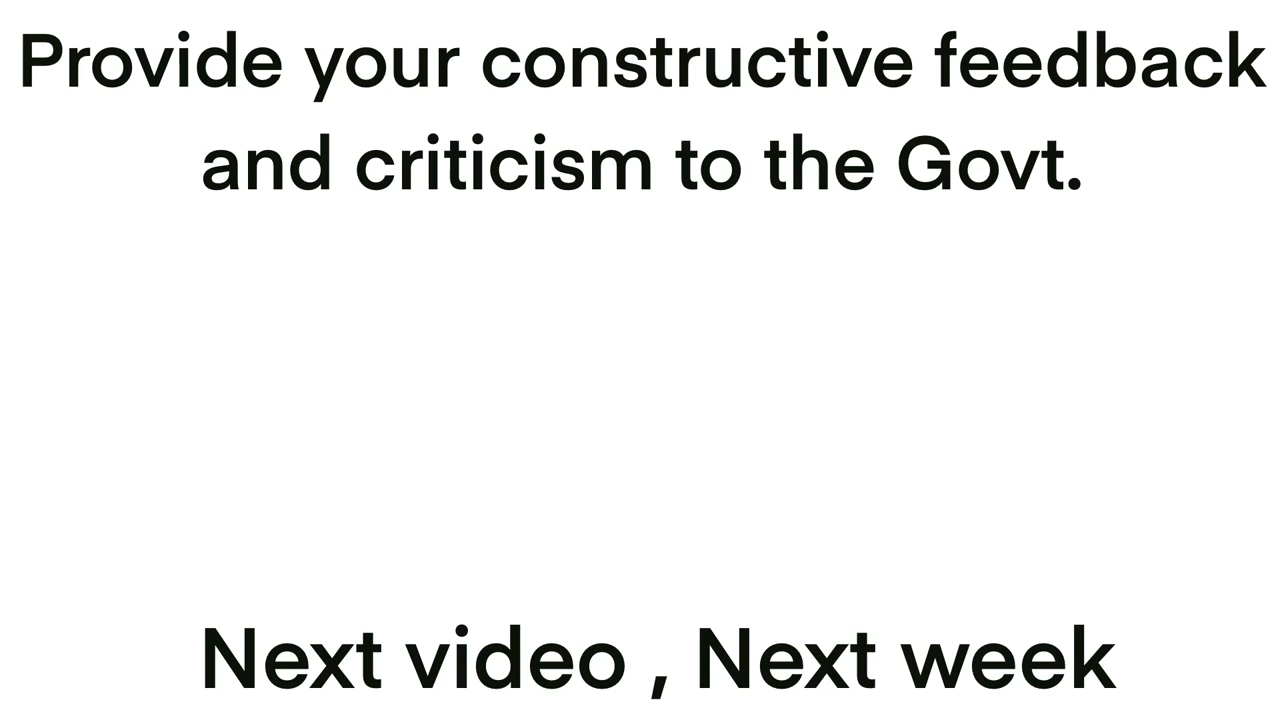 Provide your constructive feedback
and criticism to the Govt.
Next video , Next week